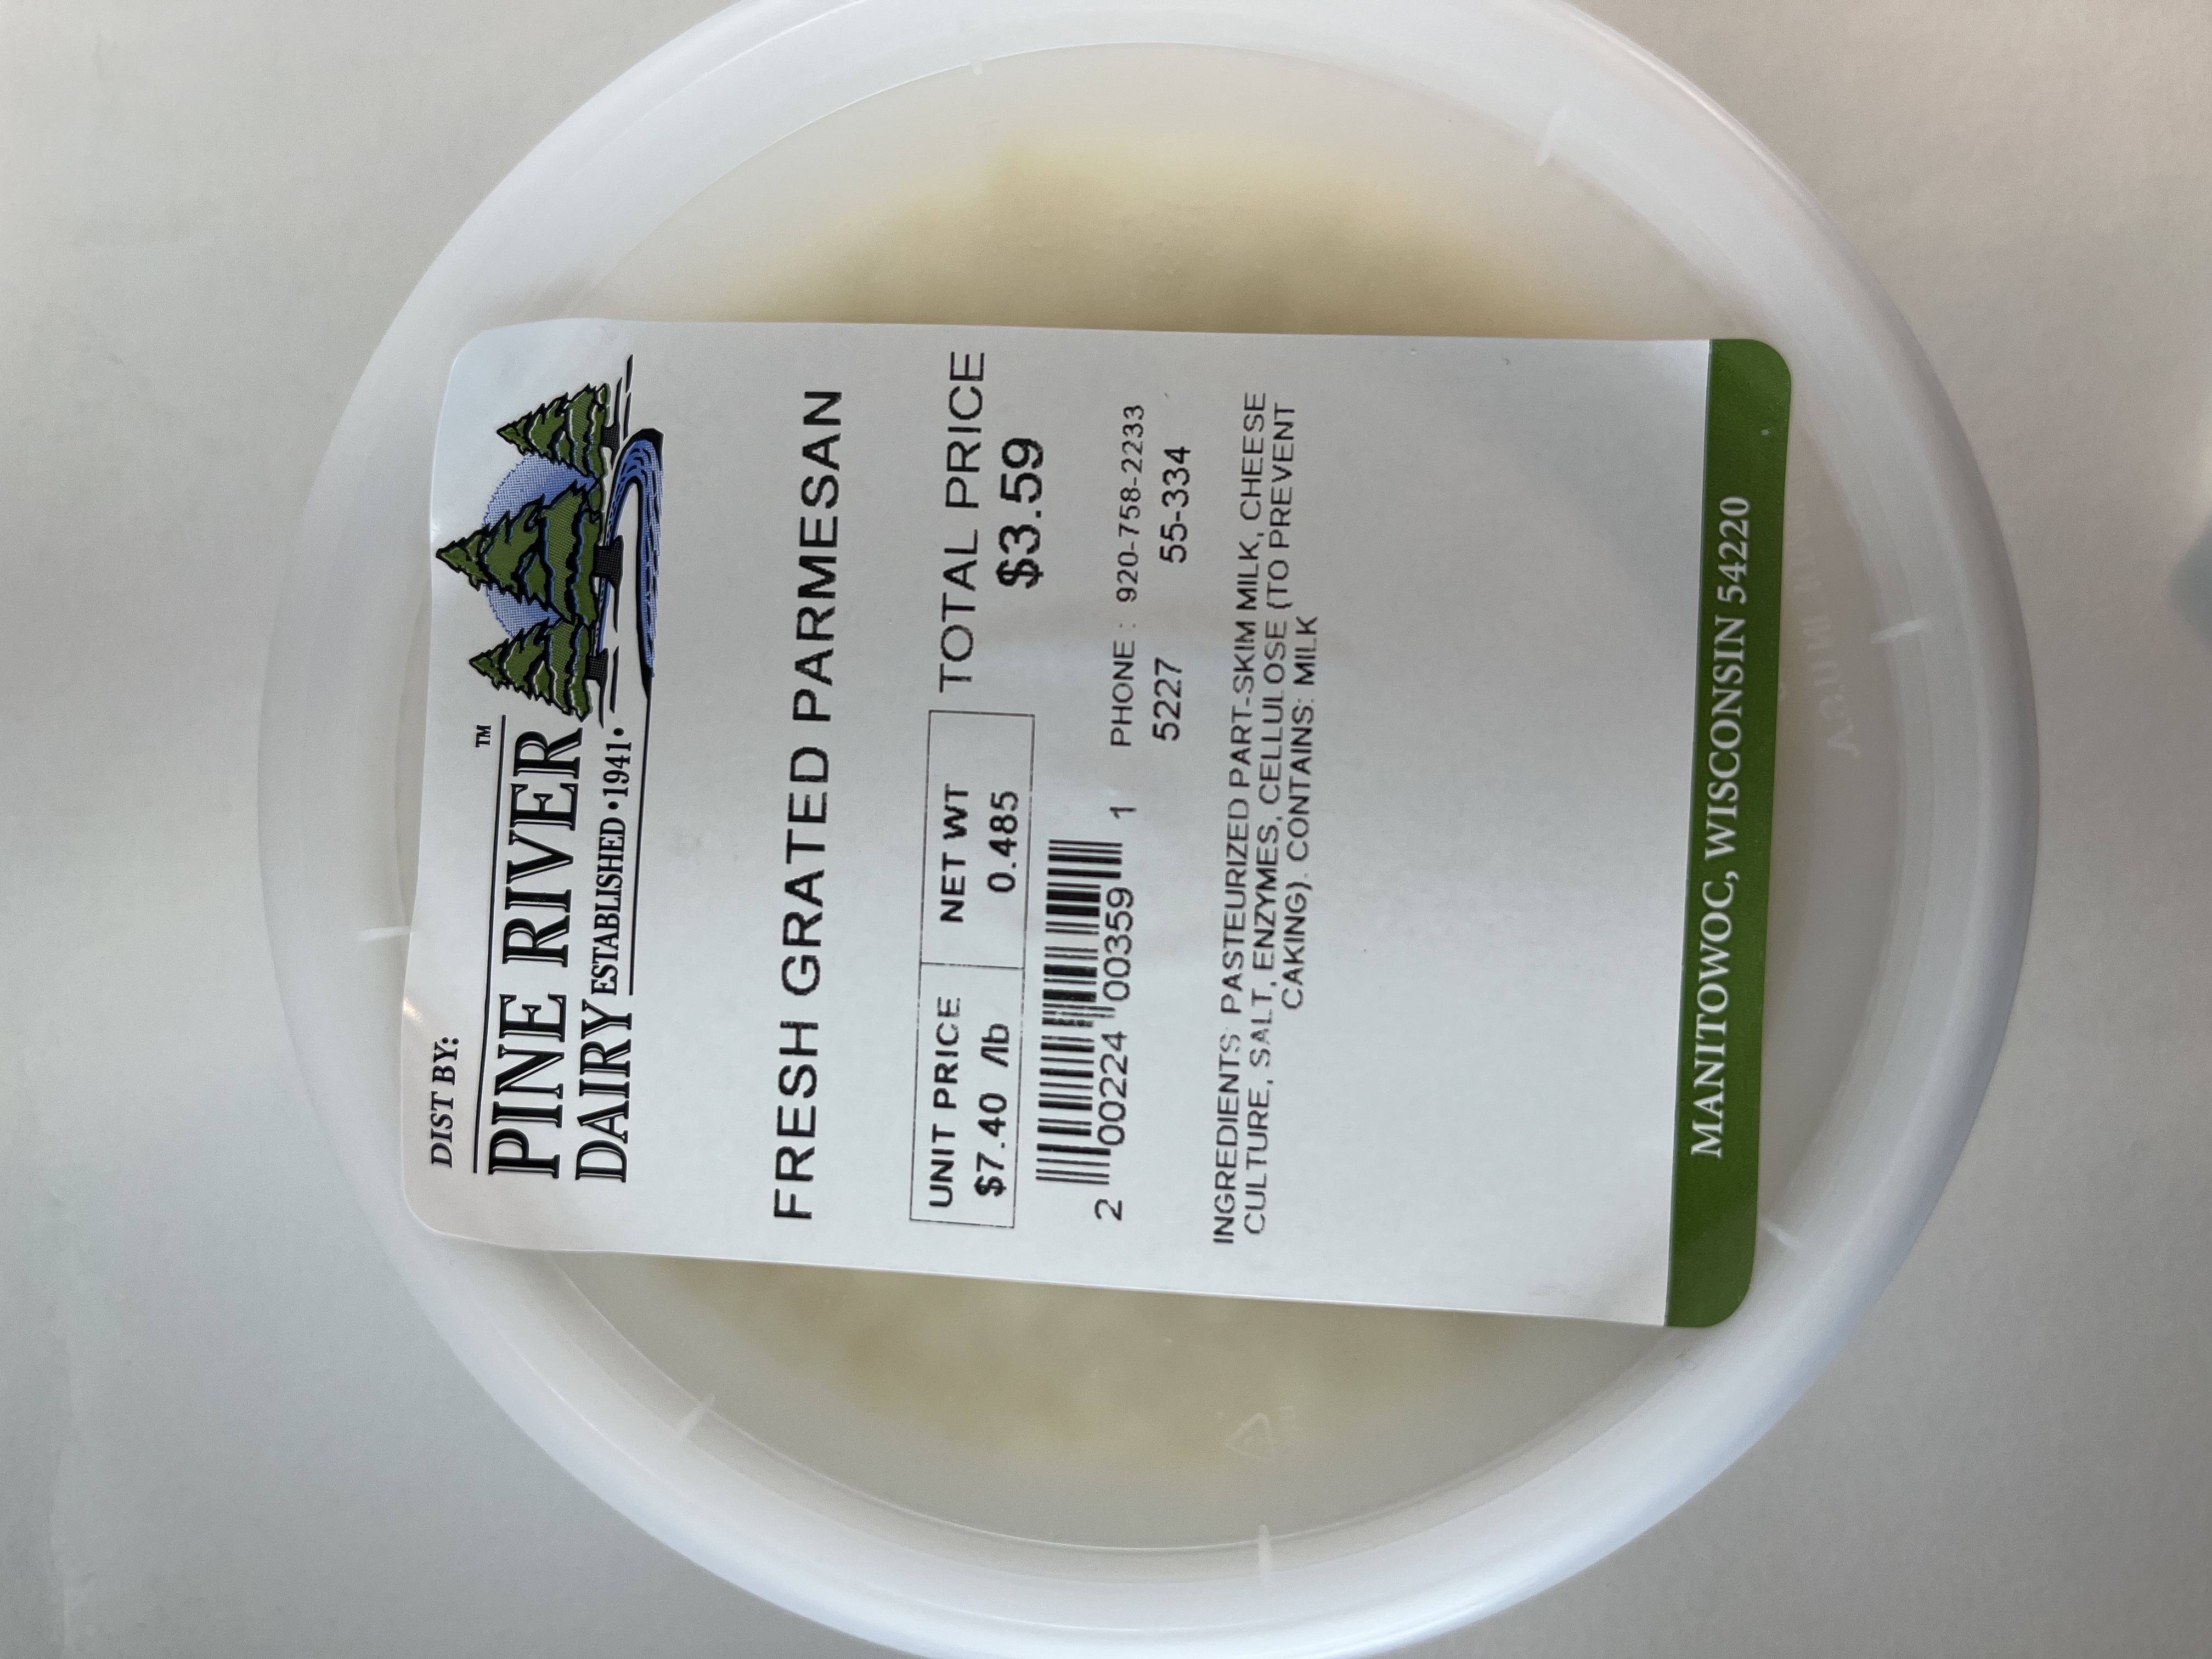 DIST BY:
PINE RIVER™
DAIRY ESTABLISHED • 1941 •
FRESH GRATED PARMESAN
UNIT PRICE NET WT TOTAL PRICE
$7.40 /lb 0.485 $3.59
2 00224 00359 1
PHONE : 920-758-2233
5227 55-334
INGREDIENTS: PASTEURIZED PART-SKIM MILK, CHEESE
CULTURE, SALT, ENZYMES, CELLULOSE (TO PREVENT
CAKING). CONTAINS: MILK
MANITOWOC, WISCONSIN 54220